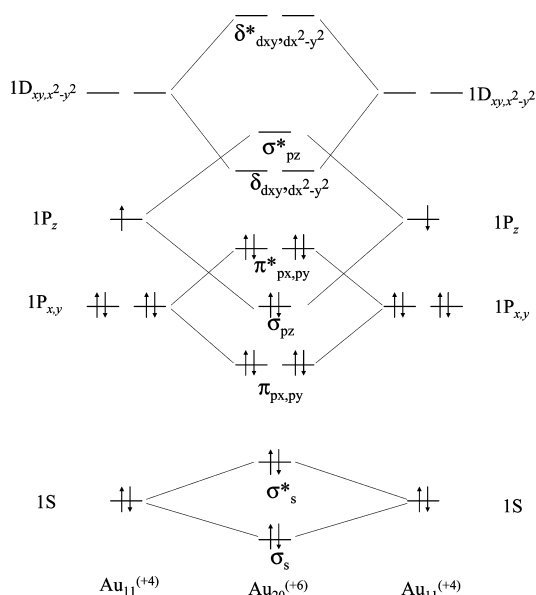 δ*dxy,dx²-y²
1Dxy,x²-y² 1Dxy,x²-y²
σ*pz
δdxy,dx²-y²
1Pz 1Pz
π*px,py
1Px,y 1Px,y
σpz
πpx,py
σ*s
1S 1S
σs
Au11(+4) Au20(+6) Au11(+4)